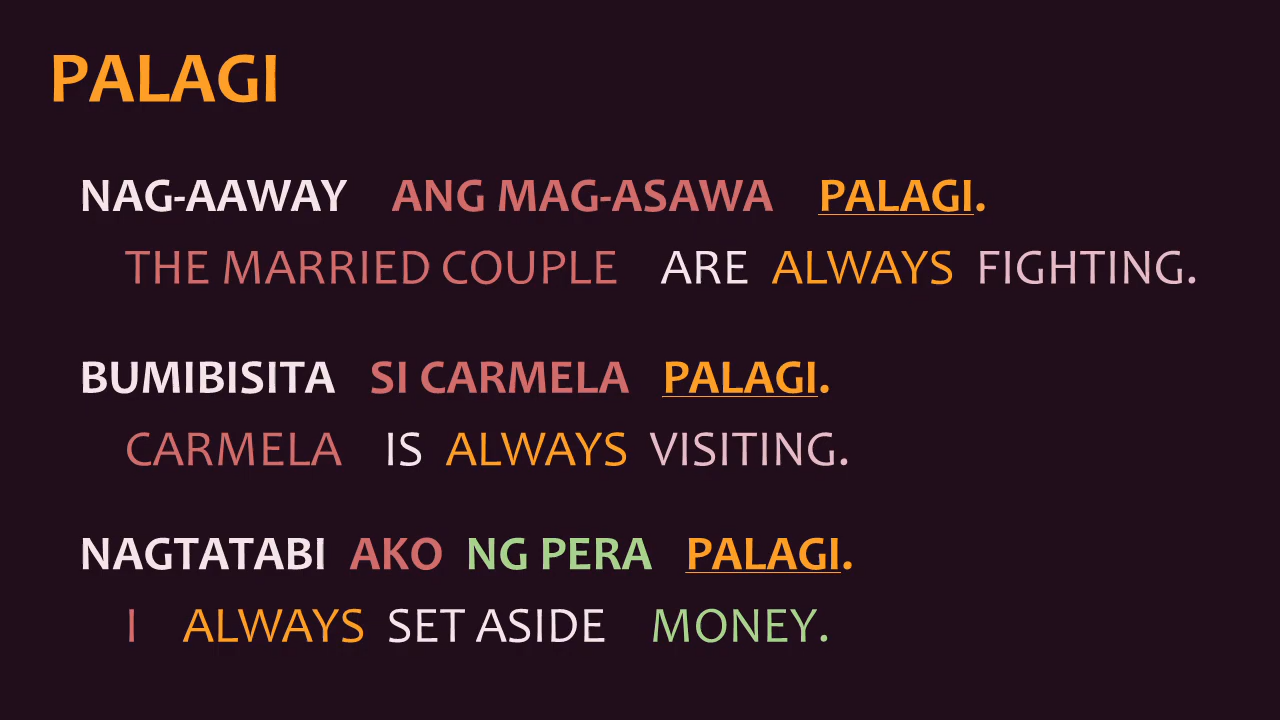 PALAGI
NAG-AAWAY ANG MAG-ASAWA PALAGI.
THE MARRIED COUPLE ARE ALWAYS FIGHTING.
BUMIBISITA SI CARMELA PALAGI.
CARMELA IS ALWAYS VISITING.
NAGTATABI AKO NG PERA PALAGI.
I ALWAYS SET ASIDE MONEY.